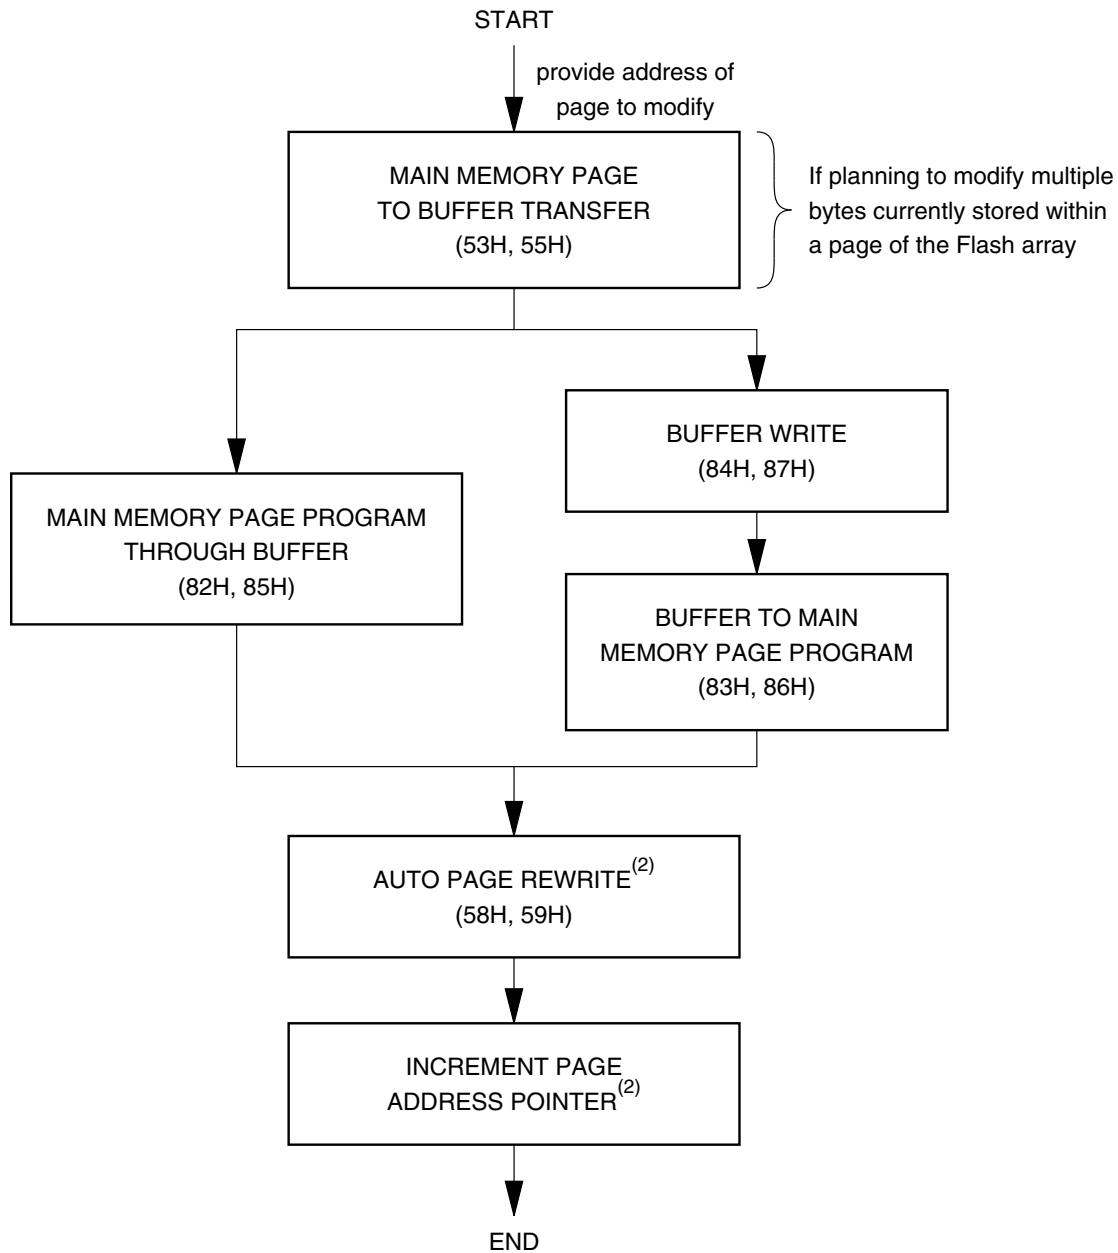 START
provide address of
page to modify
MAIN MEMORY PAGE
TO BUFFER TRANSFER
(53H, 55H)
If planning to modify multiple
bytes currently stored within
a page of the Flash array
MAIN MEMORY PAGE PROGRAM
THROUGH BUFFER
(82H, 85H)
BUFFER WRITE
(84H, 87H)
BUFFER TO MAIN
MEMORY PAGE PROGRAM
(83H, 86H)
AUTO PAGE REWRITE(2)
(58H, 59H)
INCREMENT PAGE
ADDRESS POINTER(2)
END